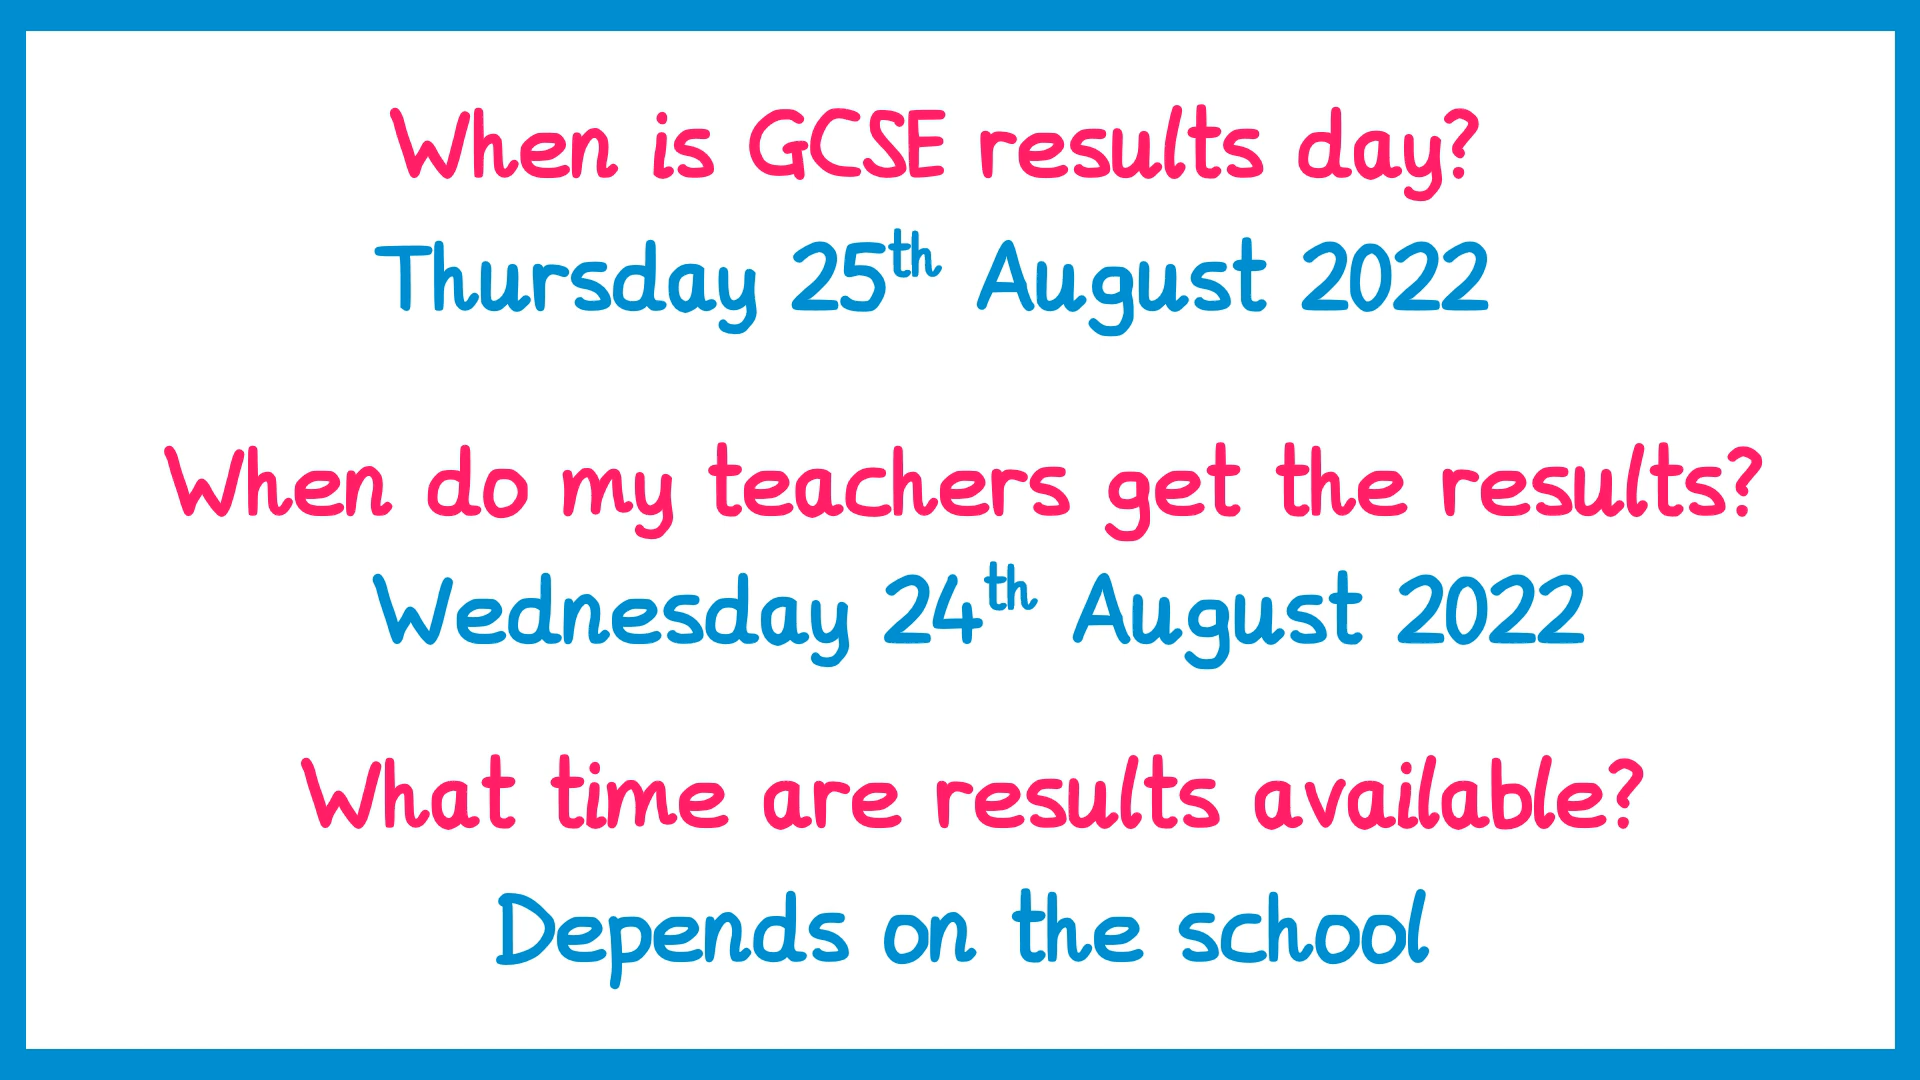 When is GCSE results day?
Thursday 25th August 2022
When do my teachers get the results?
Wednesday 24th August 2022
What time are results available?
Depends on the school